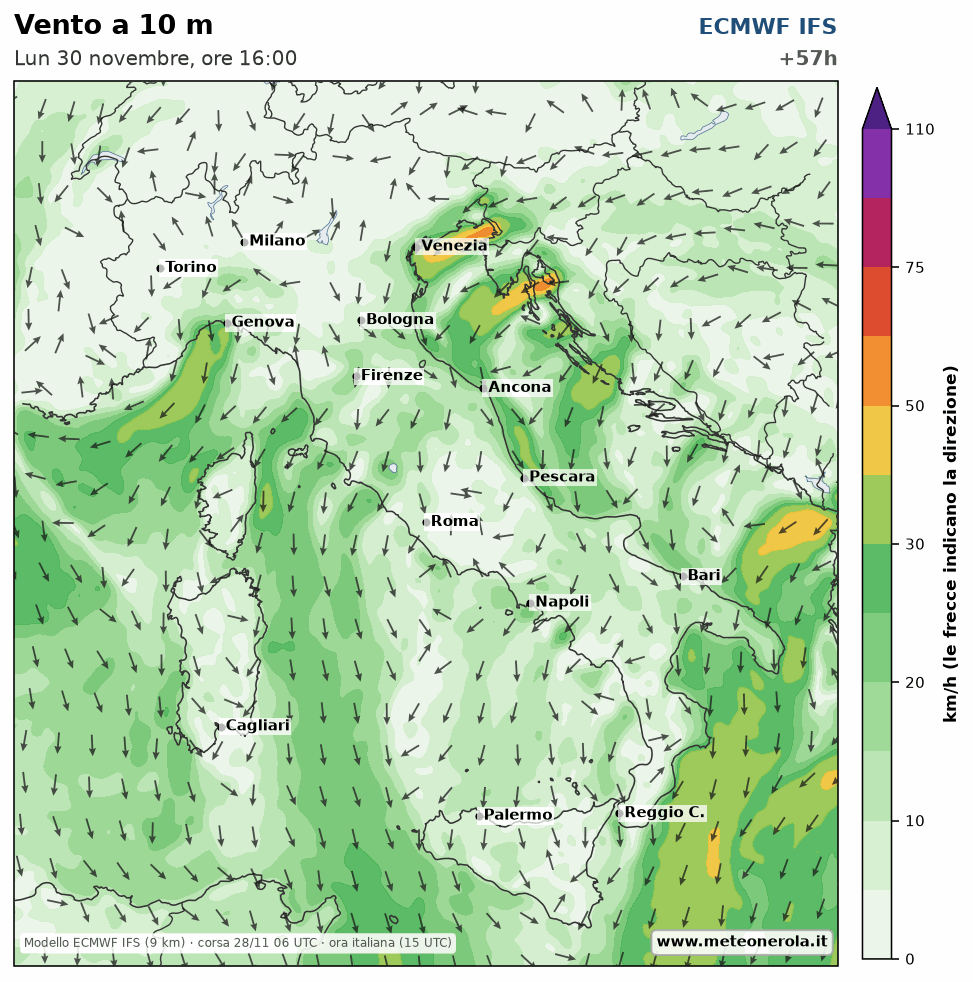 Vento a 10 m
ECMWF IFS
Lun 30 novembre, ore 16:00
+57h
110
75
50
30
20
10
0
km/h (le frecce indicano la direzione)
Venezia
Milano
Torino
Genova
Bologna
Firenze
Ancona
Pescara
Roma
Bari
Napoli
Cagliari
Palermo
Reggio C.
Modello ECMWF IFS (9 km) · corsa 28/11 06 UTC · ora italiana (15 UTC)
www.meteonerola.it